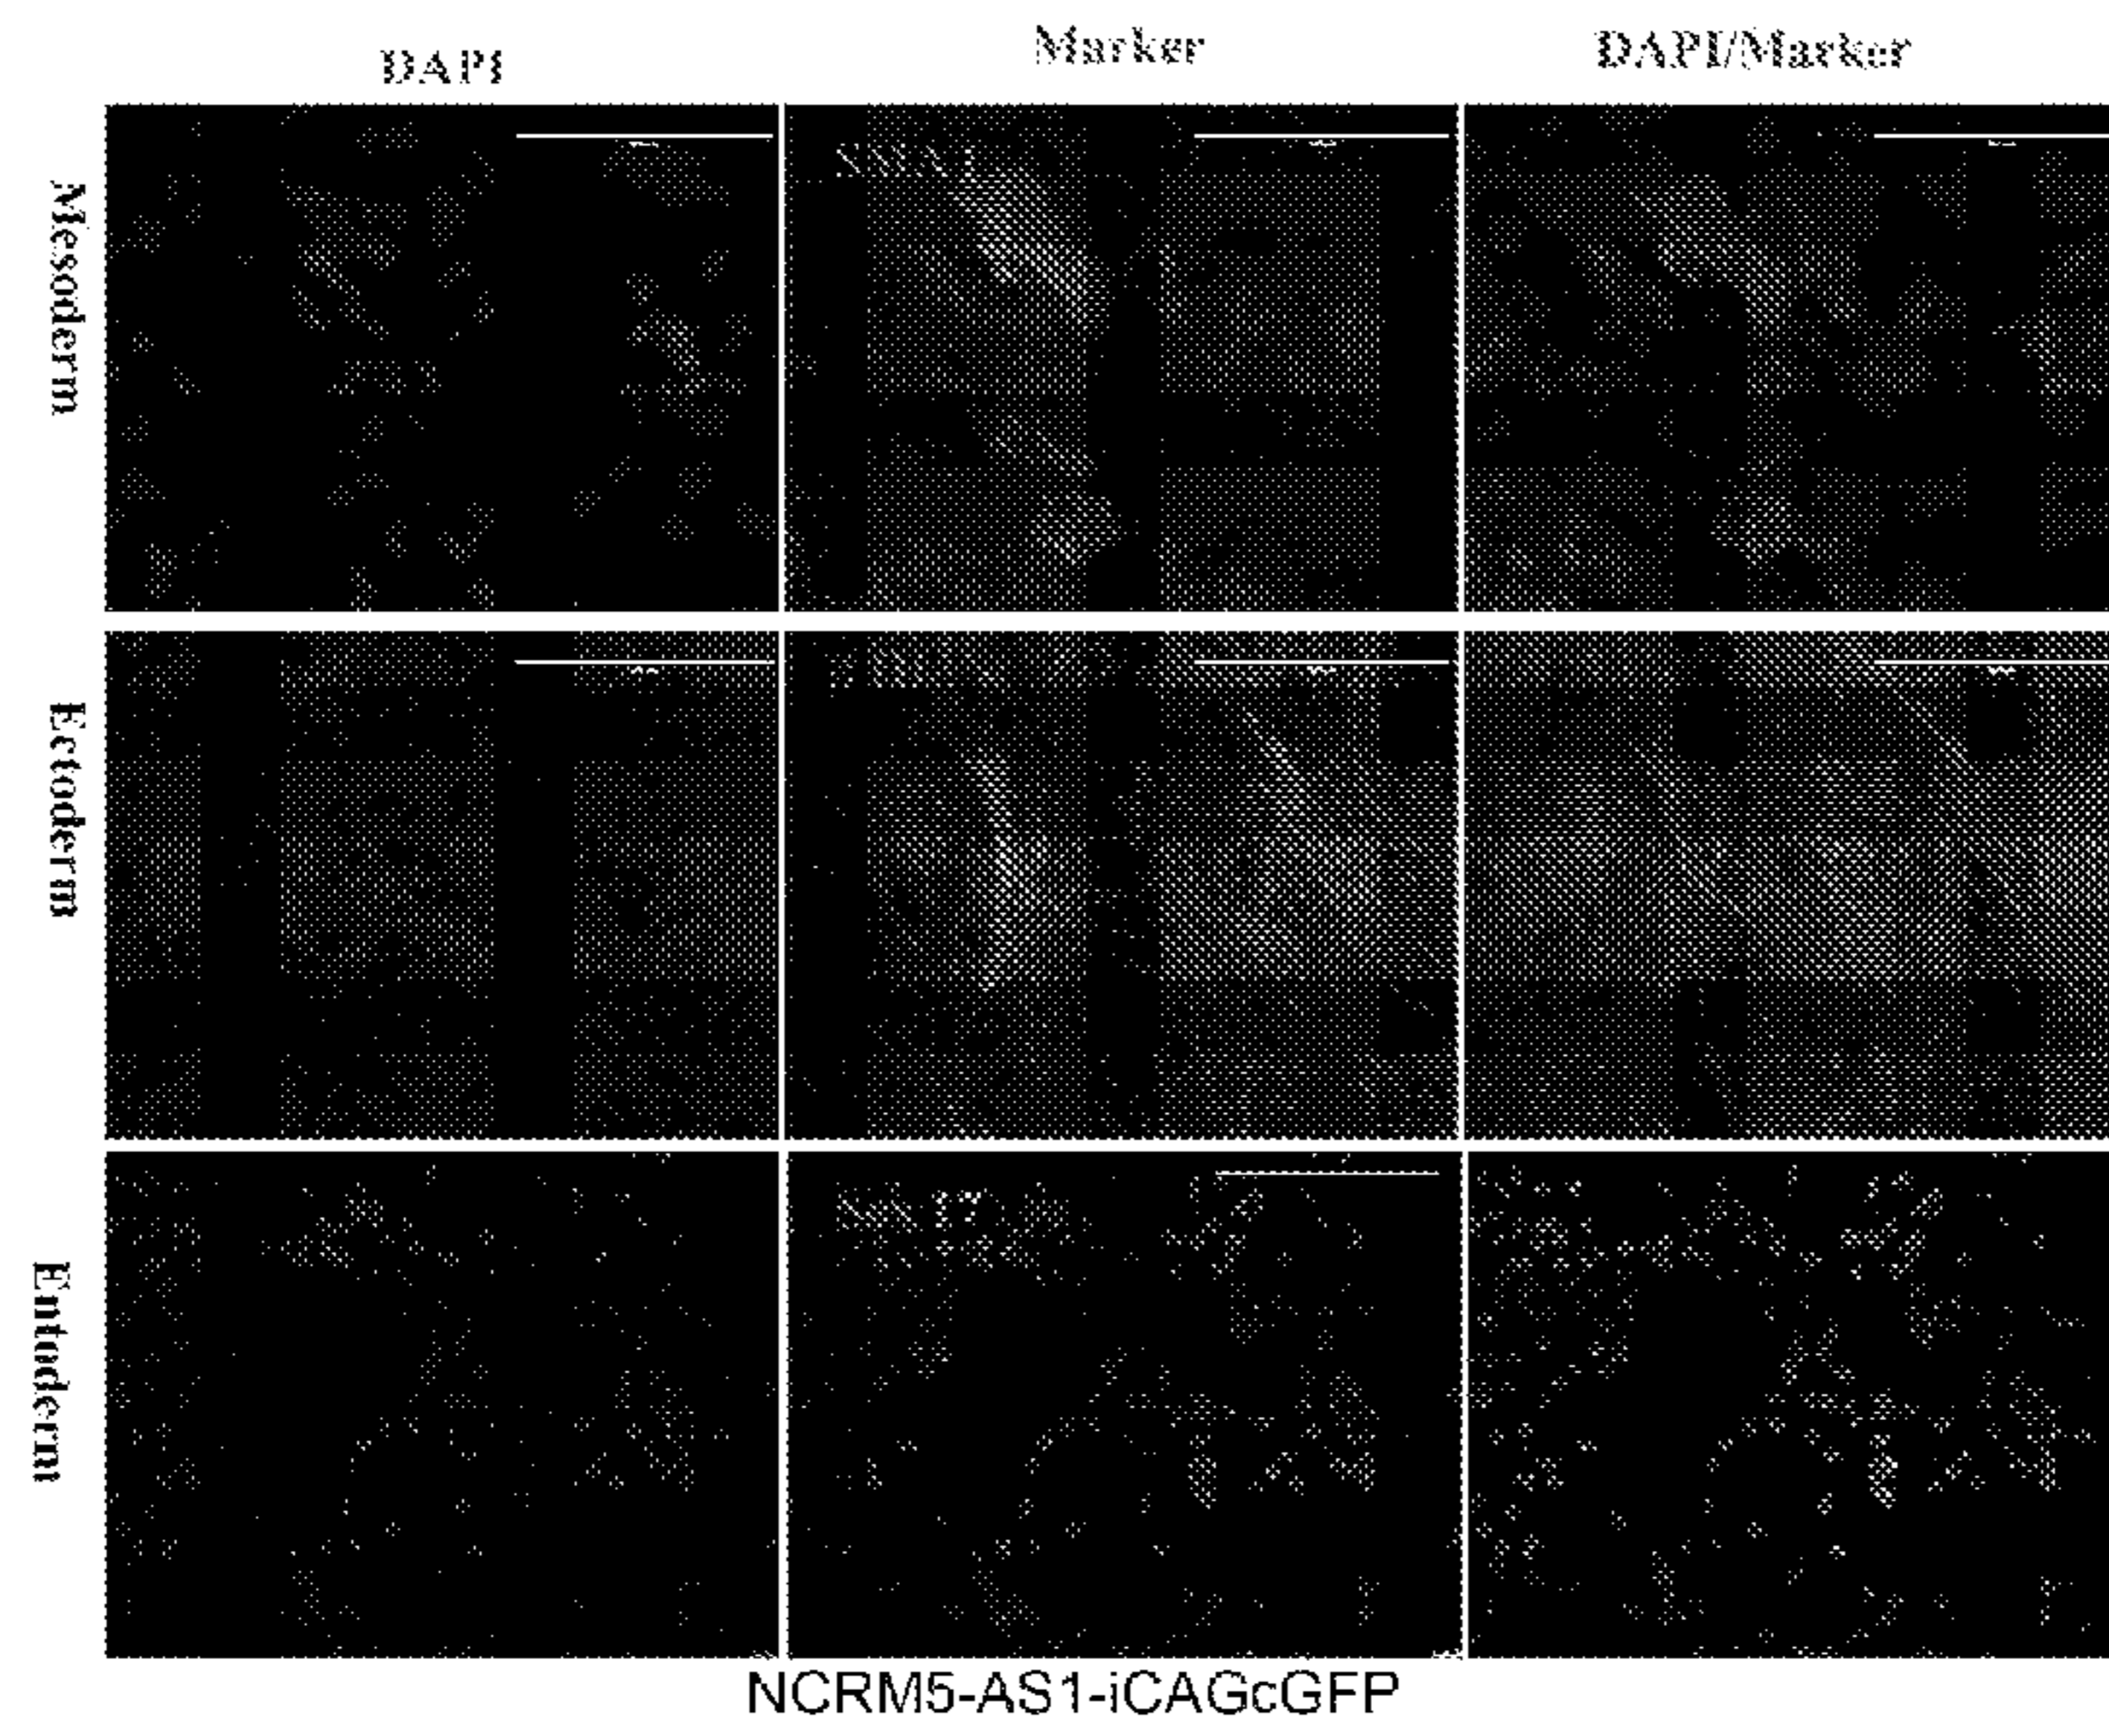 DAPI
Marker
DAPI/Marker
Mesoderm
Ectoderm
Entoderm
NCRM5-AS1-iCAGcGFP